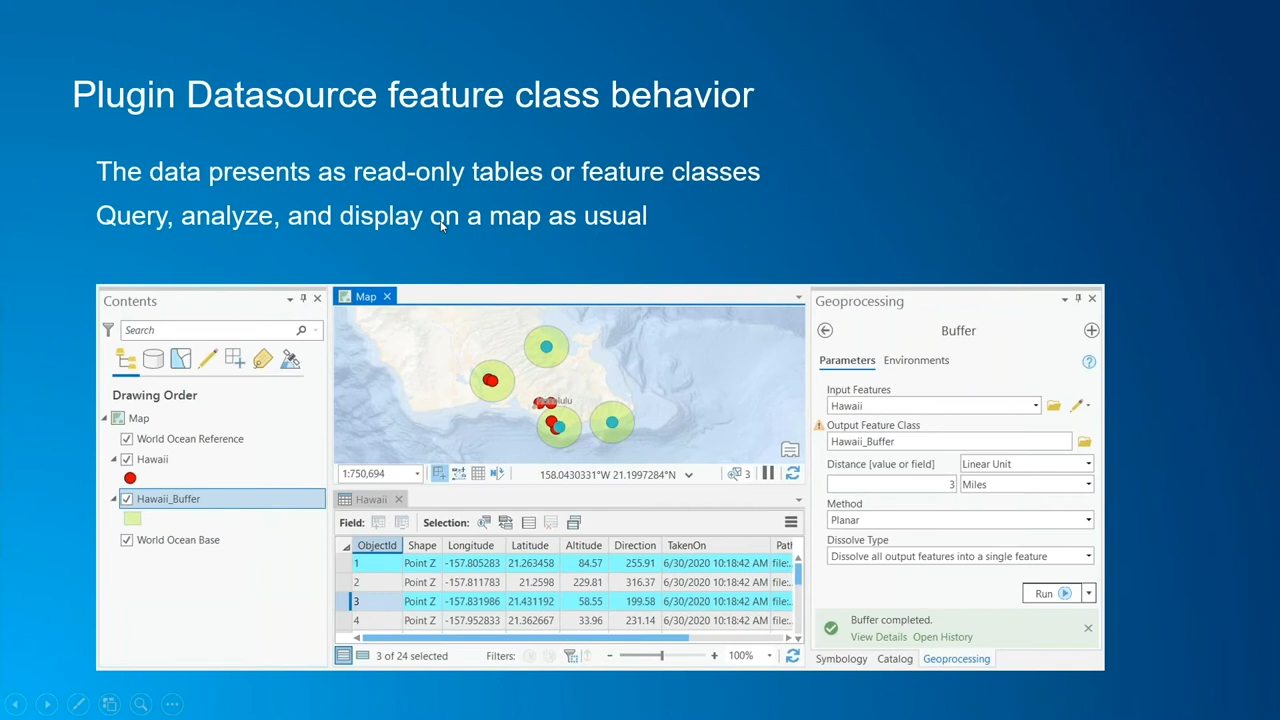 Plugin Datasource feature class behavior
The data presents as read-only tables or feature classes
Query, analyze, and display on a map as usual
Contents
Search
Drawing Order
Map
World Ocean Reference
Hawaii
Hawaii_Buffer
World Ocean Base
Map
1:750,694
158.0430331°W 21.1997284°N
3
Hawaii
Field:
Selection:
ObjectId Shape Longitude Latitude Altitude Direction TakenOn Path
1 Point Z -157.805283 21.263458 84.57 255.91 6/30/2020 10:18:42 AM file:..
2 Point Z -157.811783 21.2598 229.81 316.37 6/30/2020 10:18:42 AM file:..
3 Point Z -157.831986 21.431192 58.55 199.58 6/30/2020 10:18:42 AM file:..
4 Point Z -157.952833 21.362667 33.96 231.14 6/30/2020 10:18:42 AM file:..
3 of 24 selected
Filters:
100%
Geoprocessing
Buffer
Parameters Environments
Input Features
Hawaii
Output Feature Class
Hawaii_Buffer
Distance [value or field] Linear Unit
3 Miles
Method
Planar
Dissolve Type
Dissolve all output features into a single feature
Run
Buffer completed.
View Details Open History
Symbology Catalog Geoprocessing